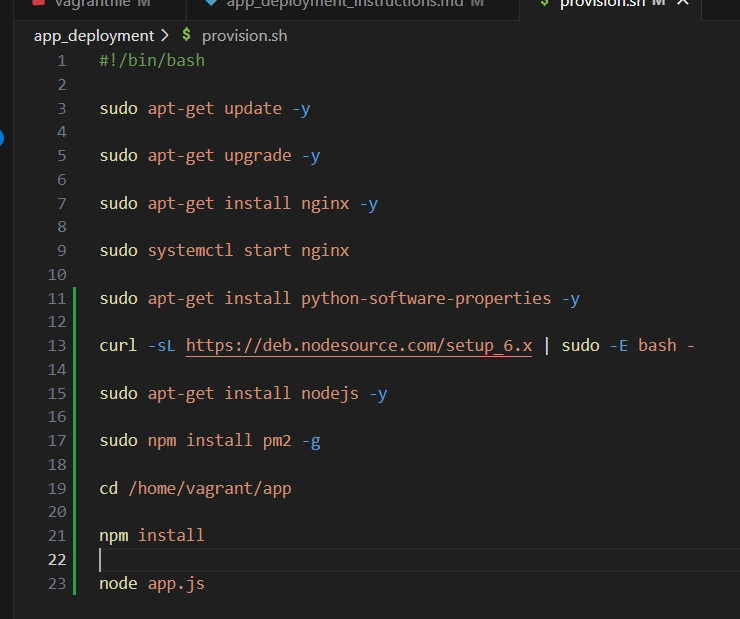 Vagrantfile M app_deployment_instructions.md M $ provision.sh M ×
app_deployment > $ provision.sh
1 #!/bin/bash
2
3 sudo apt-get update -y
4
5 sudo apt-get upgrade -y
6
7 sudo apt-get install nginx -y
8
9 sudo systemctl start nginx
10
11 sudo apt-get install python-software-properties -y
12
13 curl -sL https://deb.nodesource.com/setup_6.x | sudo -E bash -
14
15 sudo apt-get install nodejs -y
16
17 sudo npm install pm2 -g
18
19 cd /home/vagrant/app
20
21 npm install
22
23 node app.js